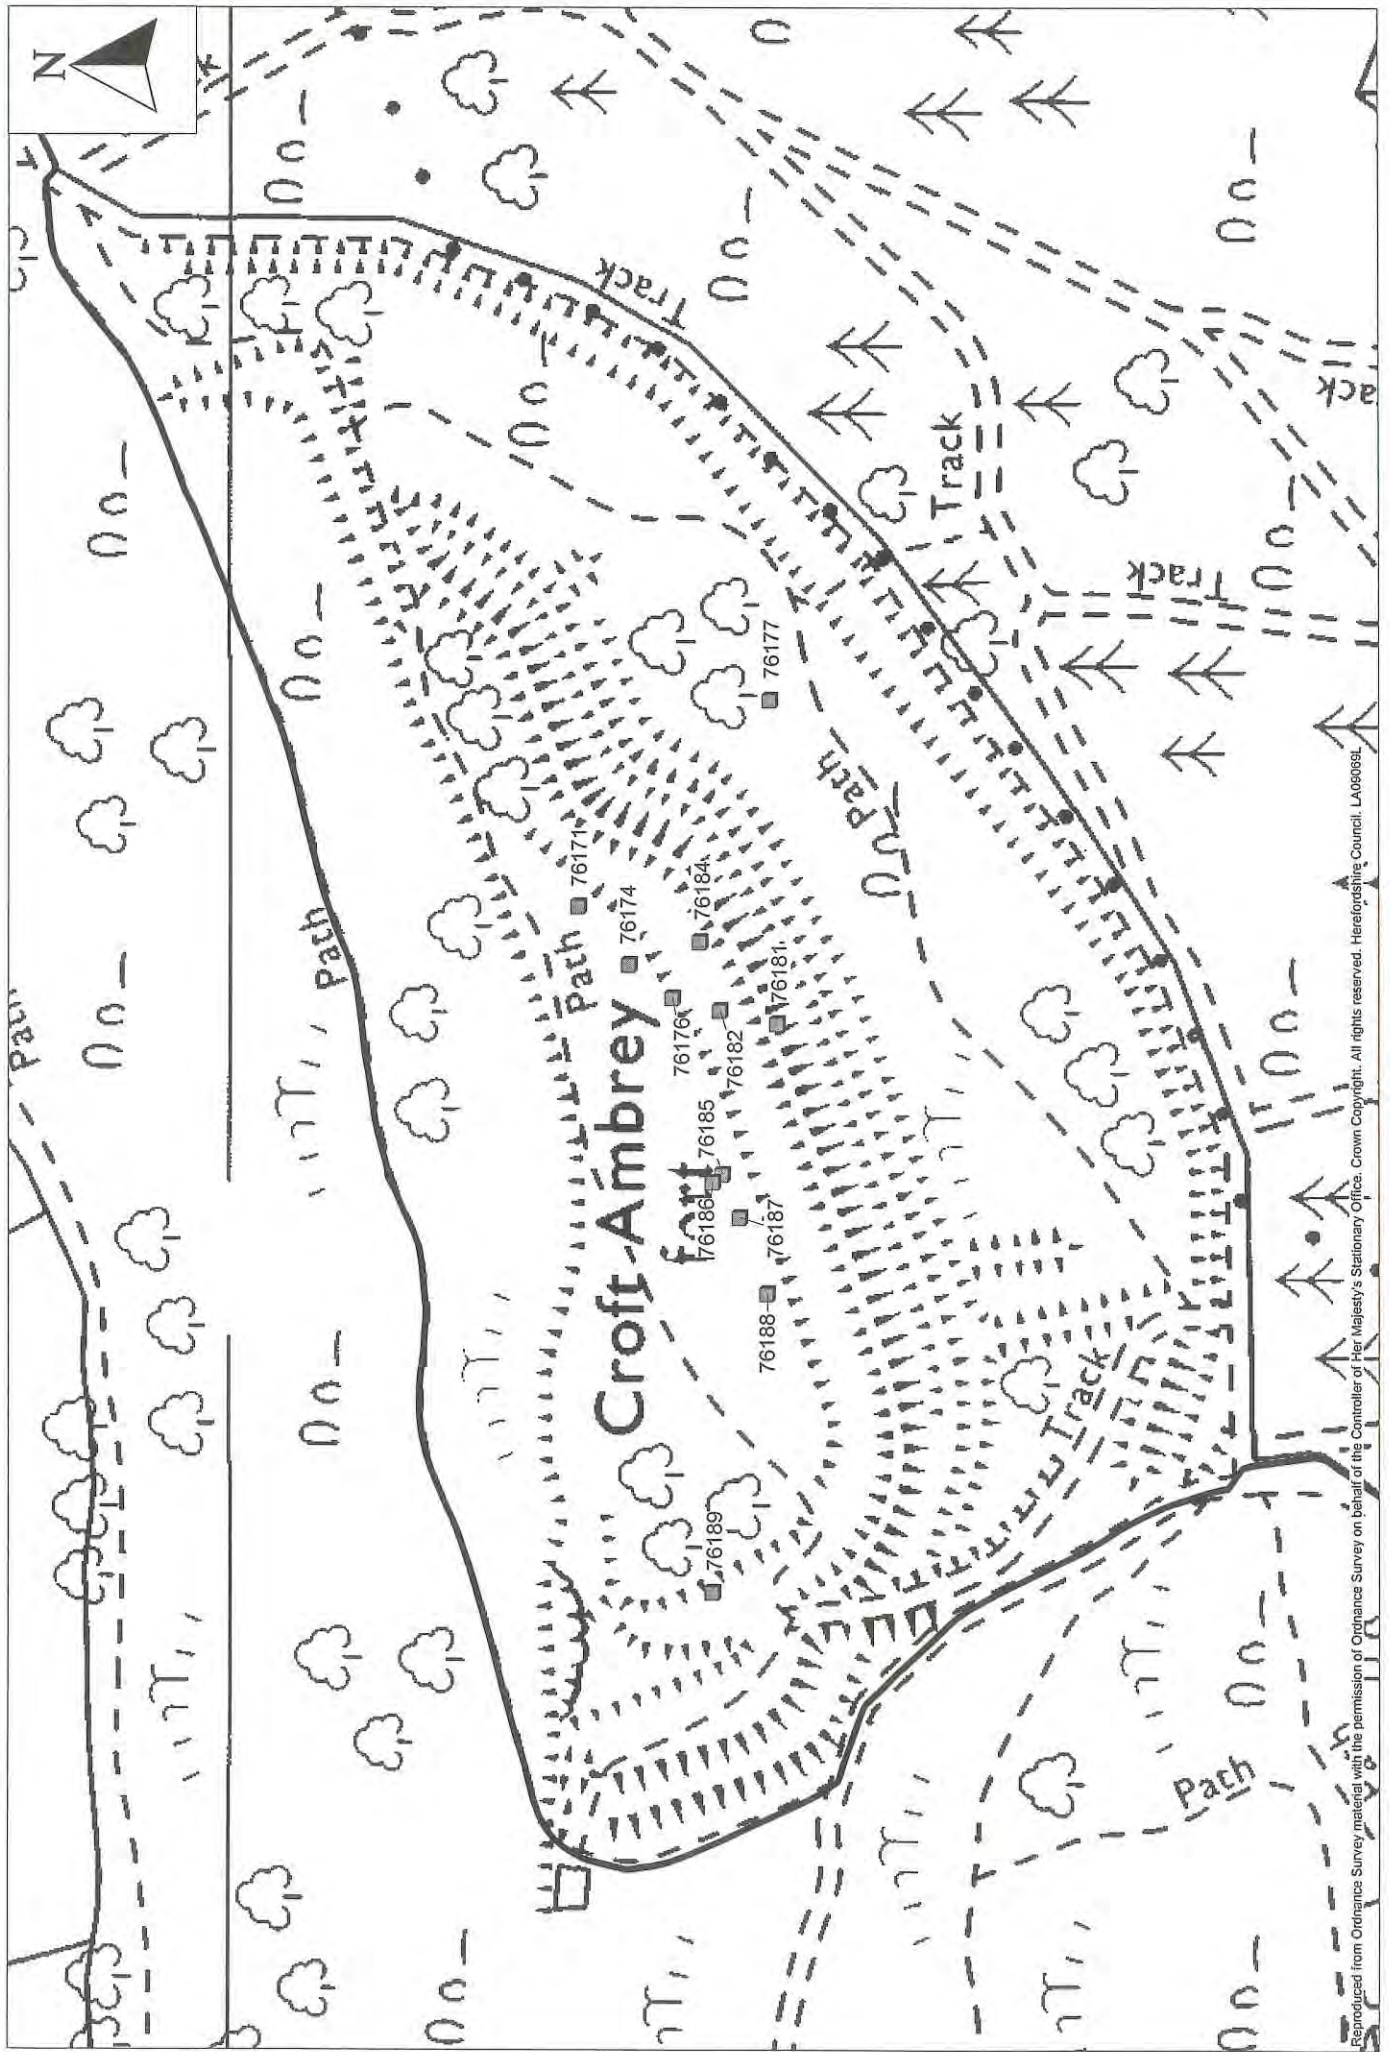 N
Path
Path
Track
Track
Track
ack
Path
Croft Ambrey
fort
Path
Track
Path
76171
76174
76176
76177
76181
76182
76184
76185
76186
76187
76188
76189
Reproduced from Ordnance Survey material with the permission of Ordnance Survey on behalf of the Controller of Her Majesty's Stationary Office. Crown Copyright. All rights reserved. Herefordshire Council. LA09069L